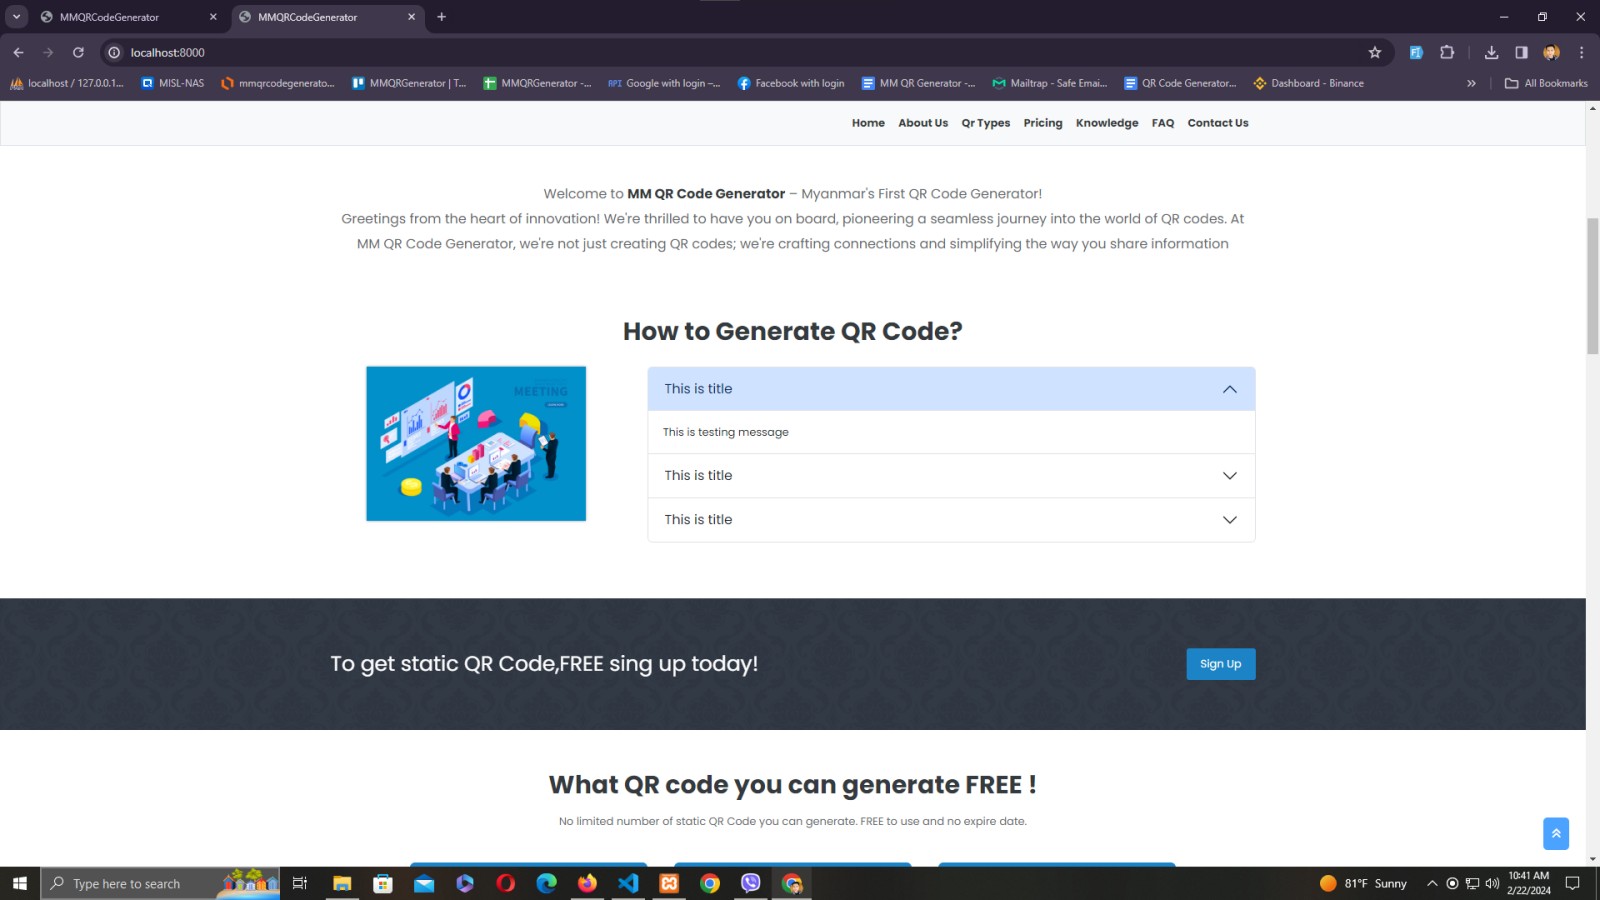 MMQRCodeGenerator
MMQRCodeGenerator
localhost:8000
localhost / 127.0.0.1...
MISL-NAS
mmqrcodegenerato...
MMQRGenerator | T...
MMQRGenerator -...
API Google with login –...
Facebook with login
MM QR Generator -...
Mailtrap - Safe Emai...
QR Code Generator...
Dashboard - Binance
All Bookmarks
Home About Us Qr Types Pricing Knowledge FAQ Contact Us
Welcome to MM QR Code Generator – Myanmar's First QR Code Generator!
Greetings from the heart of innovation! We're thrilled to have you on board, pioneering a seamless journey into the world of QR codes. At
MM QR Code Generator, we're not just creating QR codes; we're crafting connections and simplifying the way you share information
How to Generate QR Code?
MEETING
This is title
This is testing message
This is title
This is title
To get static QR Code,FREE sing up today!
Sign Up
What QR code you can generate FREE !
No limited number of static QR Code you can generate. FREE to use and no expire date.
Type here to search
81°F Sunny
10:41 AM
2/22/2024